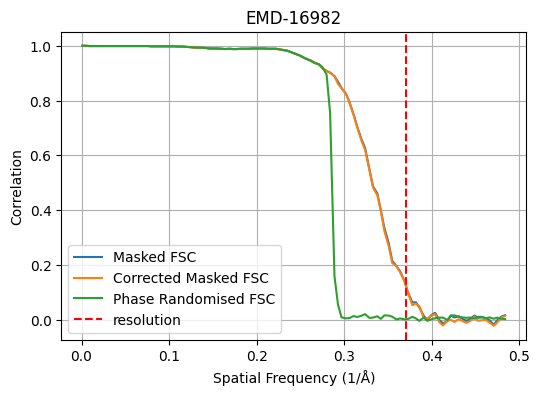 EMD-16982
1.0
0.8
0.6
0.4
0.2
0.0
Correlation
Masked FSC
Corrected Masked FSC
Phase Randomised FSC
resolution
0.0 0.1 0.2 0.3 0.4 0.5
Spatial Frequency (1/Å)